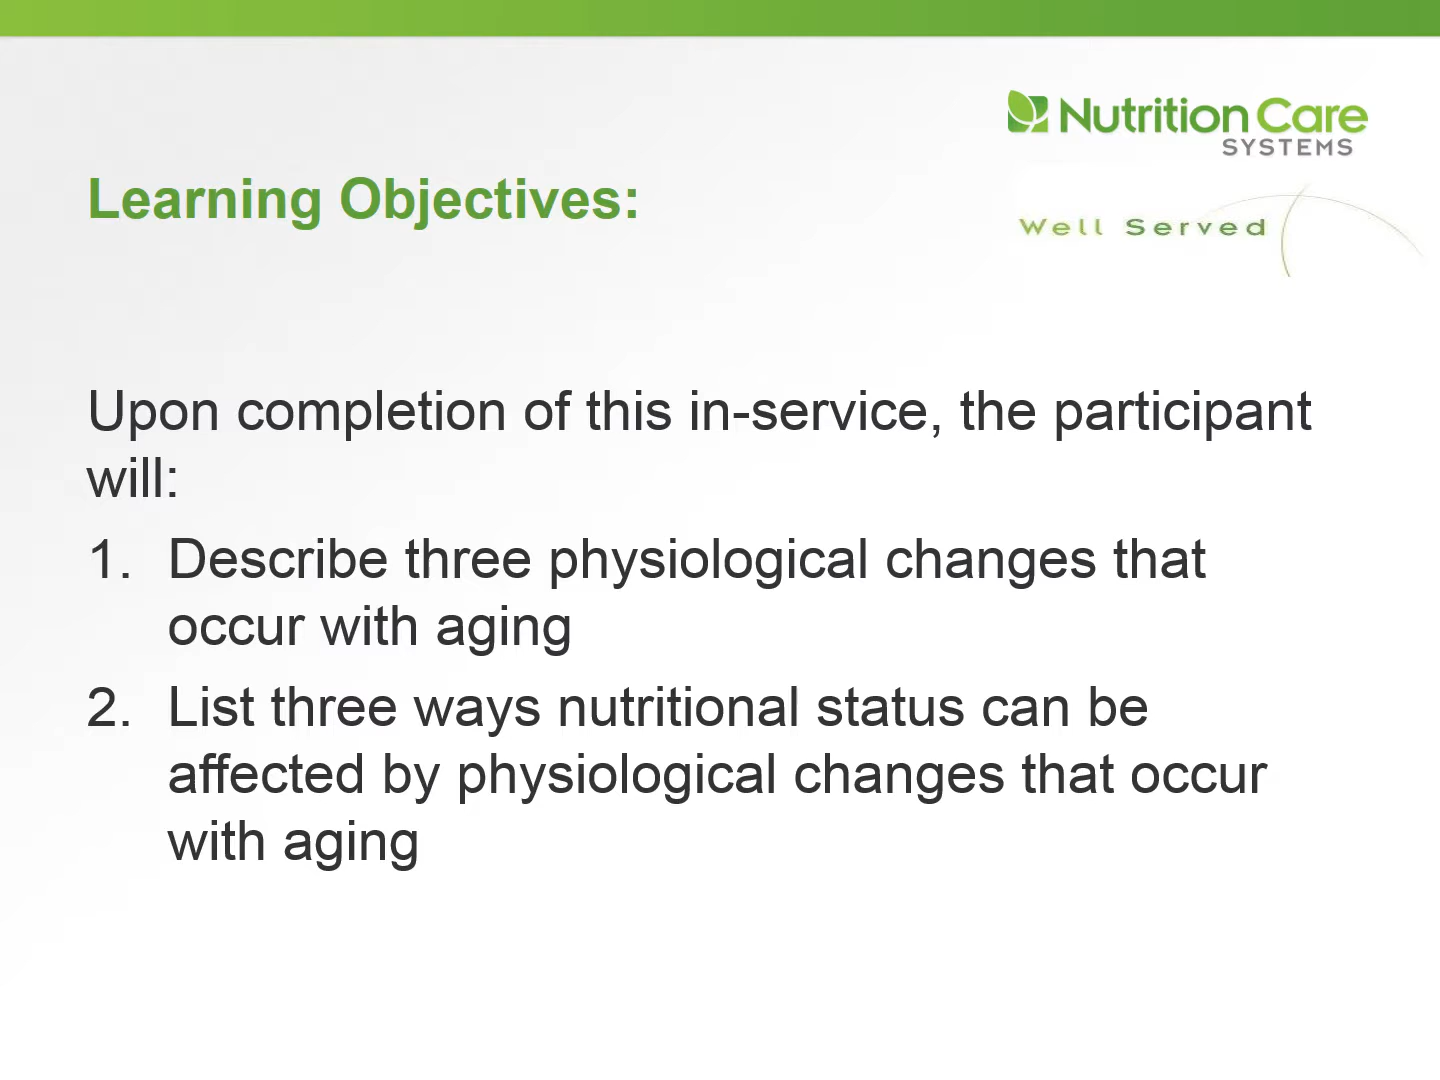 Nutrition Care
SYSTEMS
Learning Objectives:
Well Served
Upon completion of this in-service, the participant
will:
1. Describe three physiological changes that
occur with aging
2. List three ways nutritional status can be
affected by physiological changes that occur
with aging